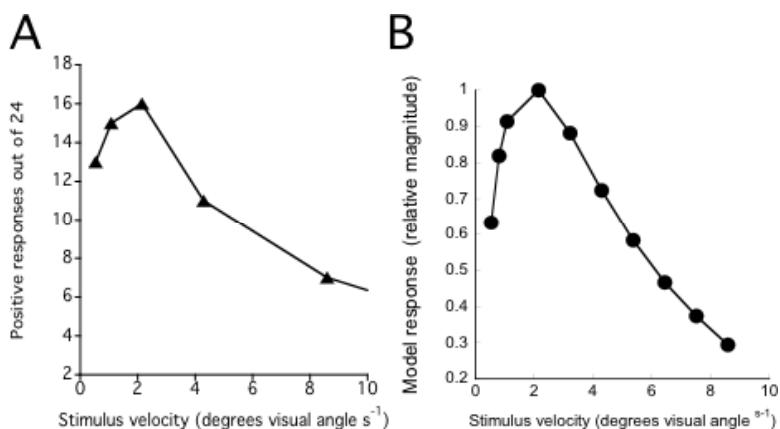 A
Positive responses out of 24
18
16
14
12
10
8
6
4
2
0 2 4 6 8 10
Stimulus velocity (degrees visual angle s-1)
B
Model response (relative magnitude)
1
0.9
0.8
0.7
0.6
0.5
0.4
0.3
0.2
0 2 4 6 8 10
Stimulus velocity (degrees visual angle s-1)